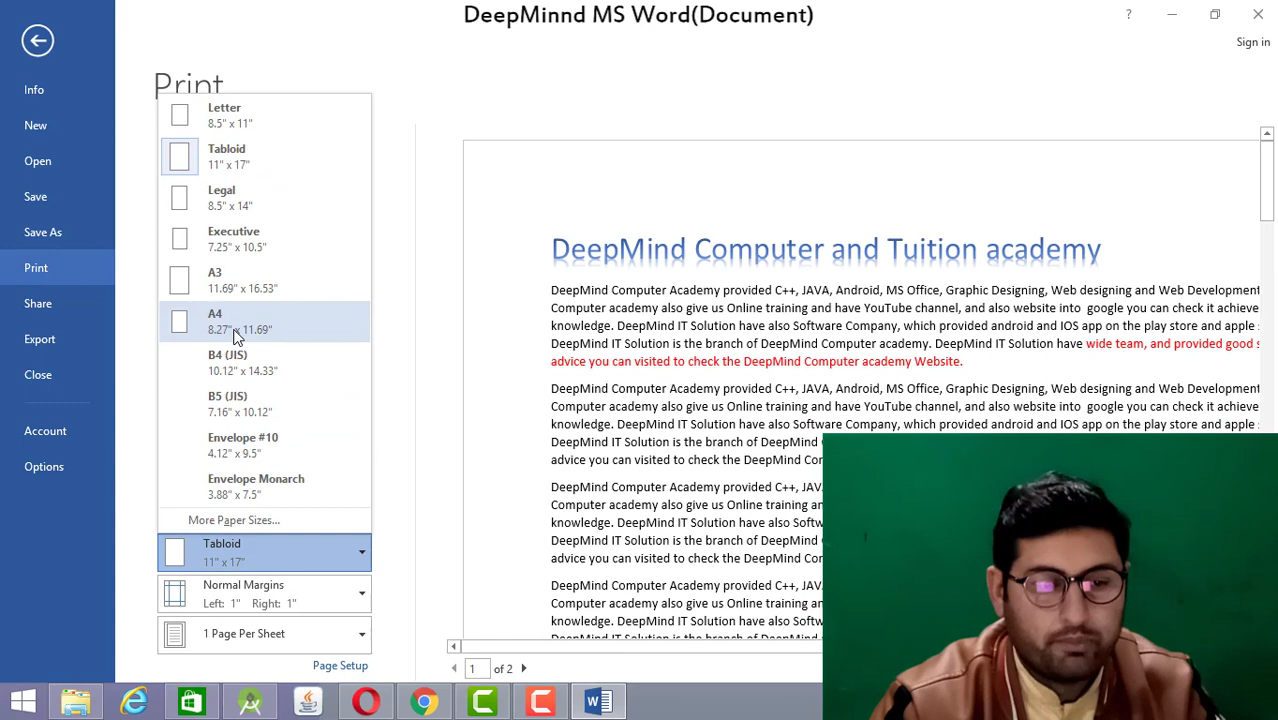 DeepMinnd MS Word(Document)
?
Sign in
Info
New
Open
Save
Save As
Print
Share
Export
Close
Account
Options
Print
Letter
8.5" x 11"
Tabloid
11" x 17"
Legal
8.5" x 14"
Executive
7.25" x 10.5"
A3
11.69" x 16.53"
A4
8.27" x 11.69"
B4 (JIS)
10.12" x 14.33"
B5 (JIS)
7.16" x 10.12"
Envelope #10
4.12" x 9.5"
Envelope Monarch
3.88" x 7.5"
More Paper Sizes...
Tabloid
11" x 17"
Normal Margins
Left: 1" Right: 1"
1 Page Per Sheet
Page Setup
DeepMind Computer and Tuition academy
DeepMind Computer Academy provided C++, JAVA, Android, MS Office, Graphic Designing, Web designing and Web Development
Computer academy also give us Online training and have YouTube channel, and also website into google you can check it achieve
knowledge. DeepMind IT Solution have also Software Company, which provided android and IOS app on the play store and apple
DeepMind IT Solution is the branch of DeepMind Computer academy. DeepMind IT Solution have wide team, and provided good
advice you can visited to check the DeepMind Computer academy Website.
DeepMind Computer Academy provided C++, JAVA, Android, MS Office, Graphic Designing, Web designing and Web Development
Computer academy also give us Online training and have YouTube channel, and also website into google you can check it achieve
knowledge. DeepMind IT Solution have also Software Company, which provided android and IOS app on the play store and apple
DeepMind IT Solution is the branch of DeepMind
advice you can visited to check the DeepMind Com
DeepMind Computer Academy provided C++, JAVA,
Computer academy also give us Online training and
knowledge. DeepMind IT Solution have also Softw
DeepMind IT Solution is the branch of DeepMind
advice you can visited to check the DeepMind Com
DeepMind Computer Academy provided C++, JAVA,
Computer academy also give us Online training and
knowledge. DeepMind IT Solution have also Softw
DeepMind IT Solution is the branch of DeepMind
1 of 2